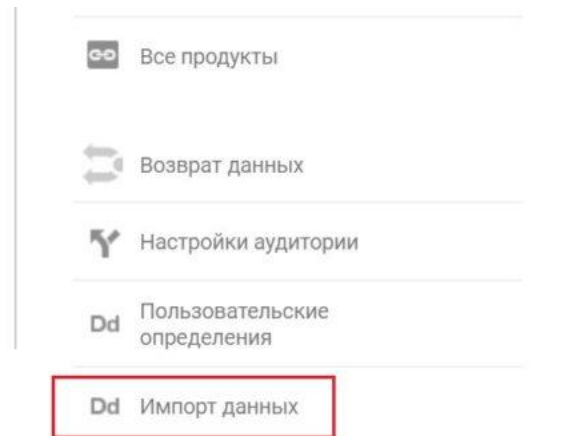 Все продукты
Возврат данных
Настройки аудитории
Dd Пользовательские
определения
Dd Импорт данных